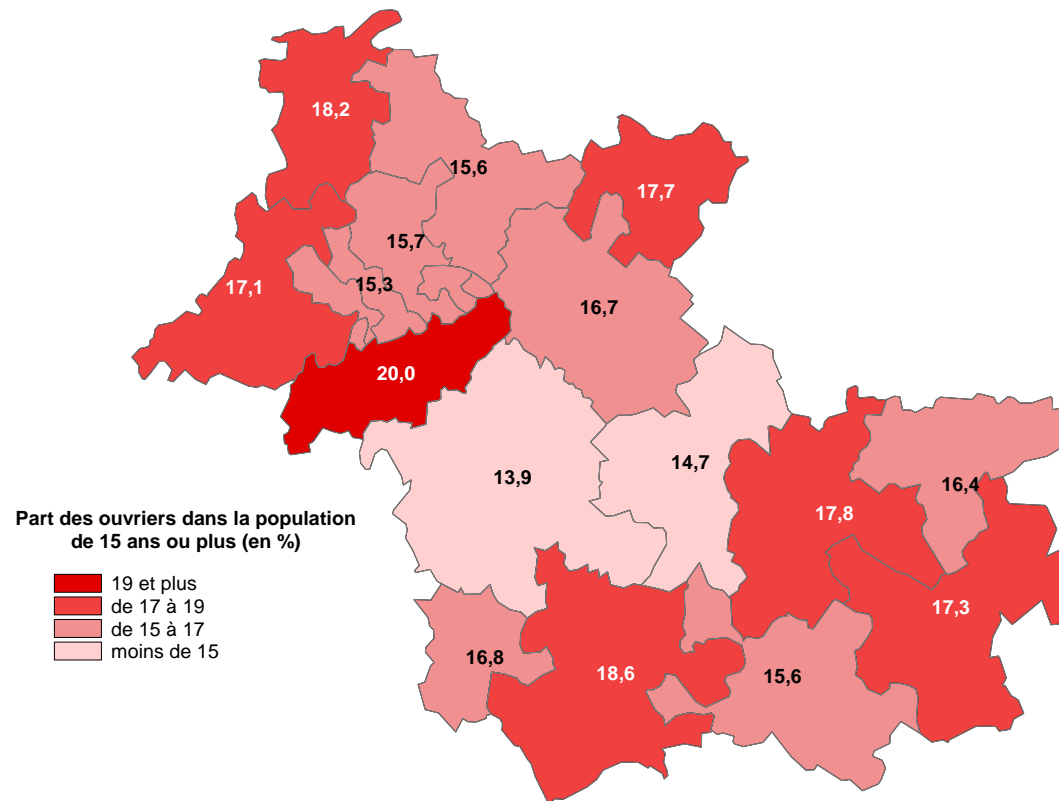 18,2
15,6
17,7
15,7
17,1
15,3
16,7
20,0
13,9
14,7
16,4
17,8
17,3
16,8
18,6
15,6
Part des ouvriers dans la population
de 15 ans ou plus (en %)
19 et plus
de 17 à 19
de 15 à 17
moins de 15